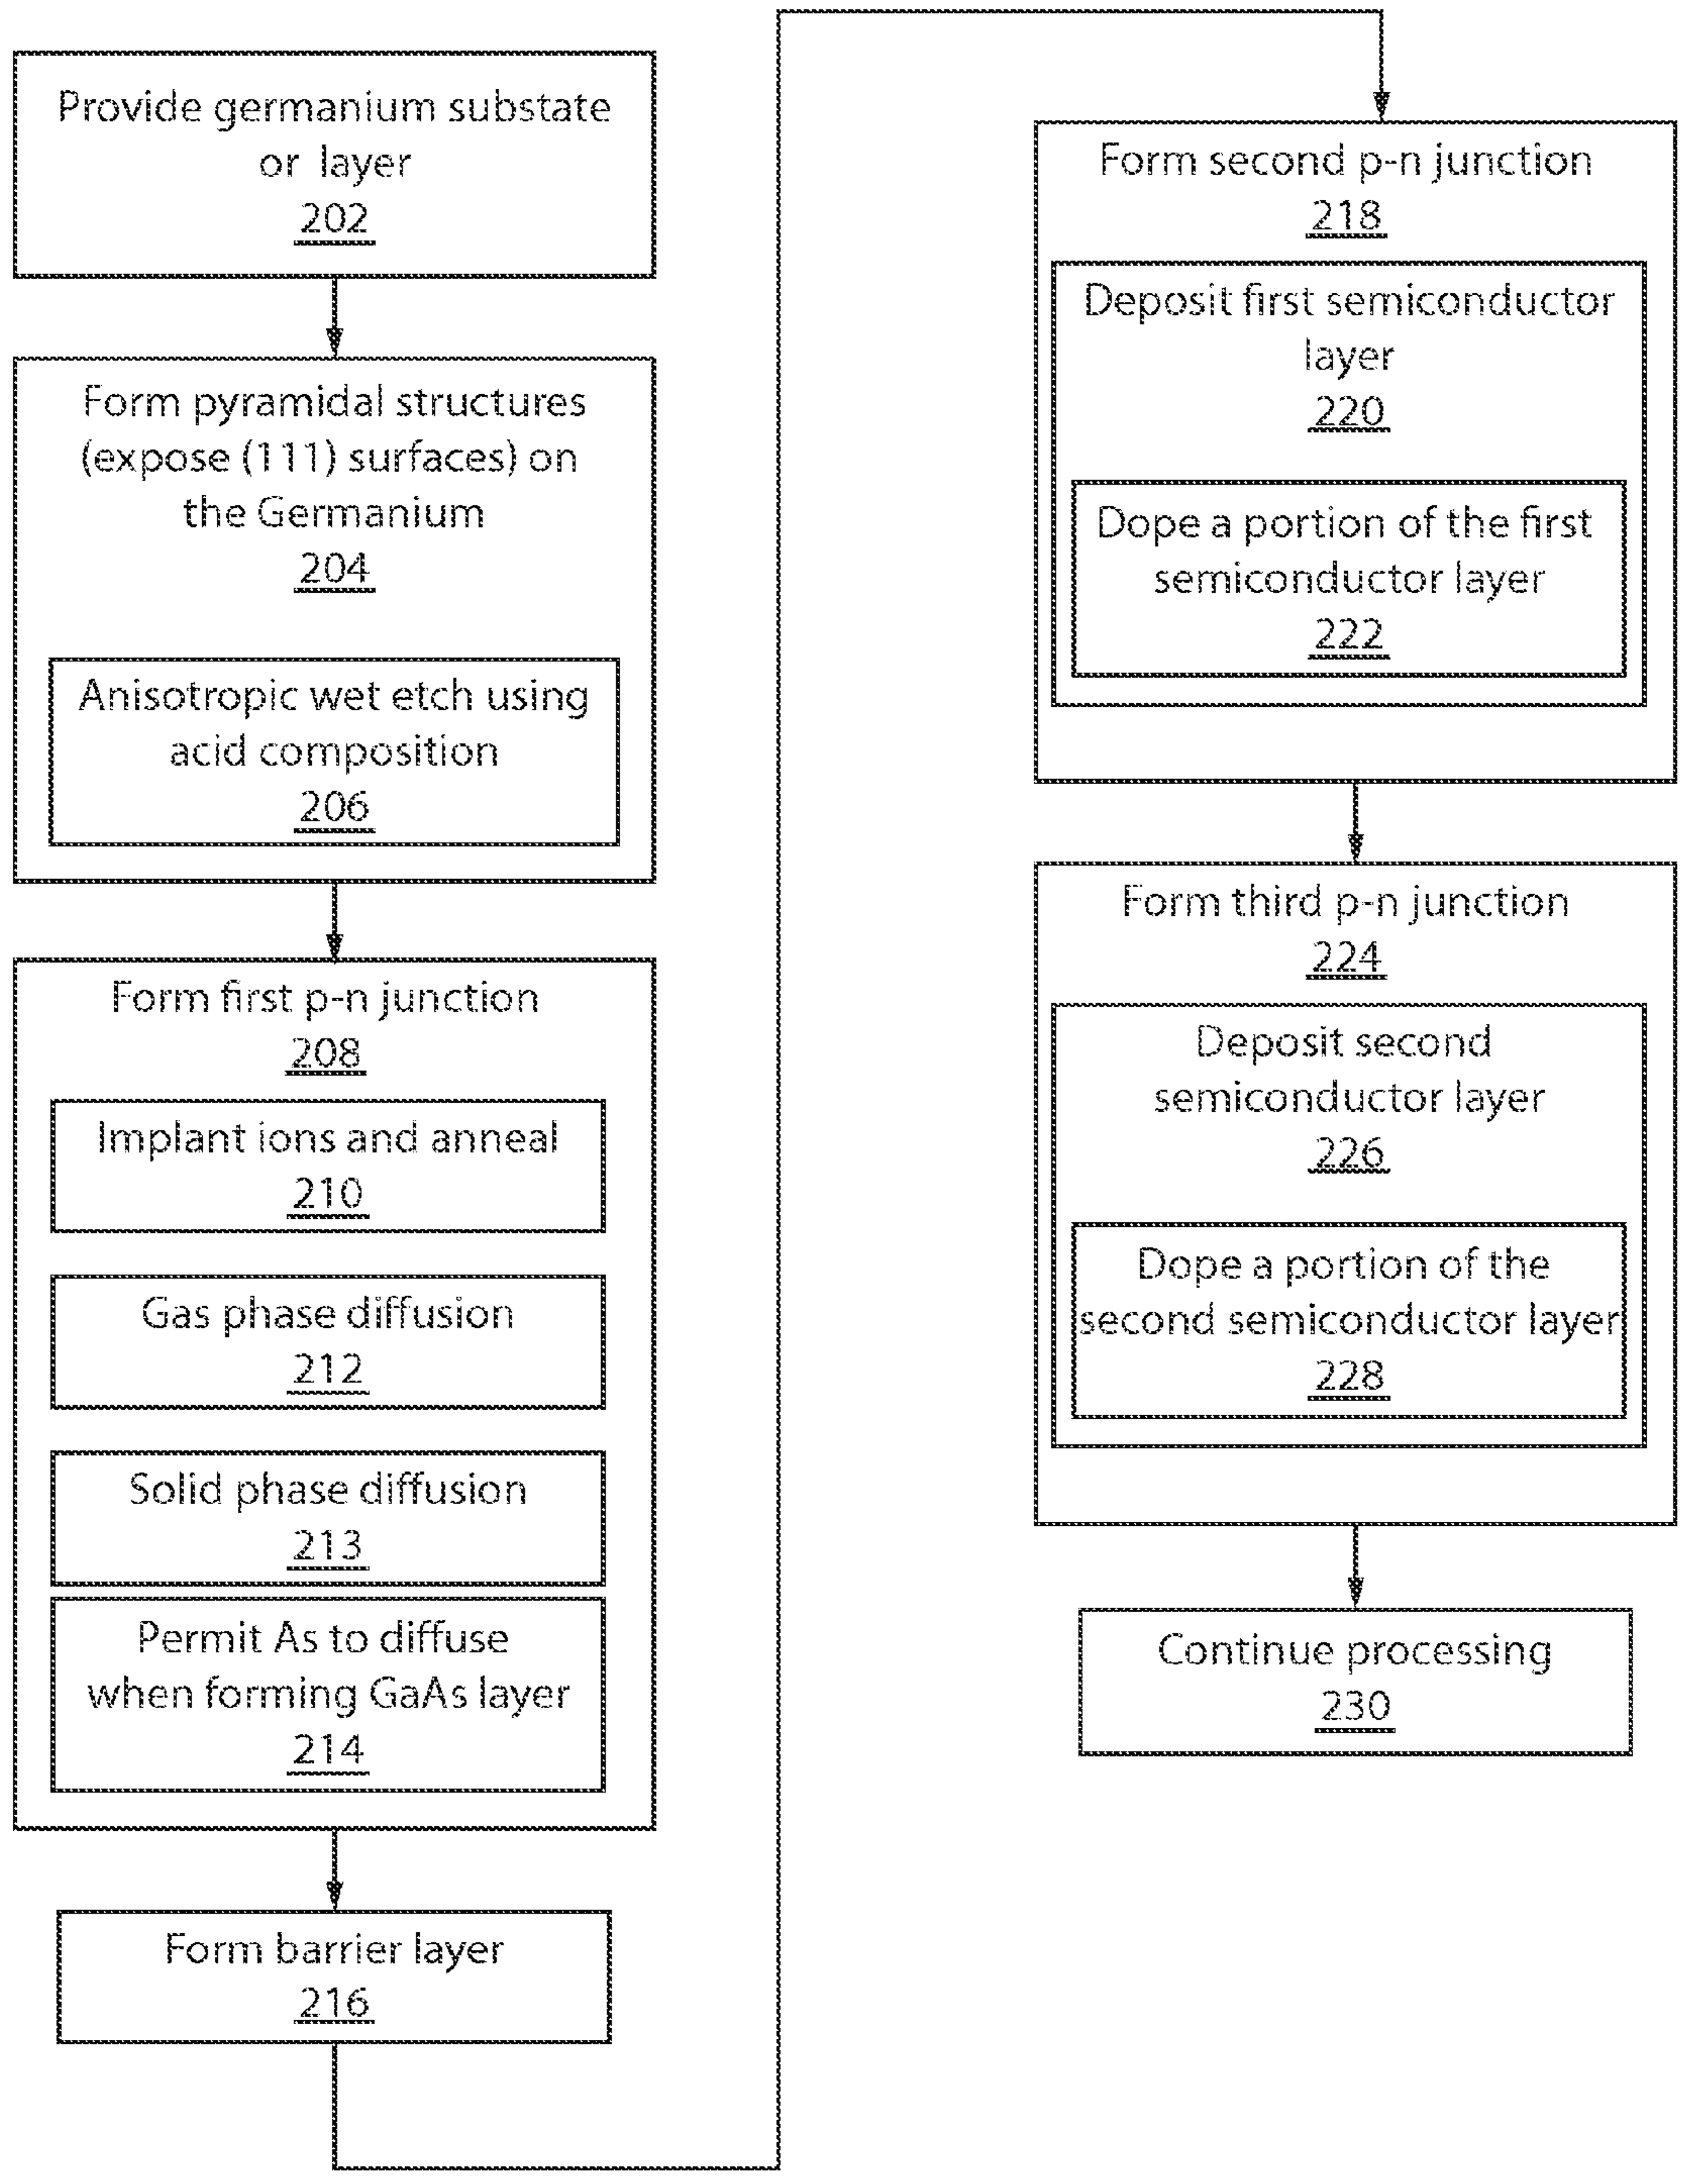 Provide germanium substate
or layer
202
Form pyramidal structures
(expose (111) surfaces) on
the Germanium
204
Anisotropic wet etch using
acid composition
206
Form first p-n junction
208
Implant ions and anneal
210
Gas phase diffusion
212
Solid phase diffusion
213
Permit As to diffuse
when forming GaAs layer
214
Form barrier layer
216
Form second p-n junction
218
Deposit first semiconductor
layer
220
Dope a portion of the first
semiconductor layer
222
Form third p-n junction
224
Deposit second
semiconductor layer
226
Dope a portion of the
second semiconductor layer
228
Continue processing
230